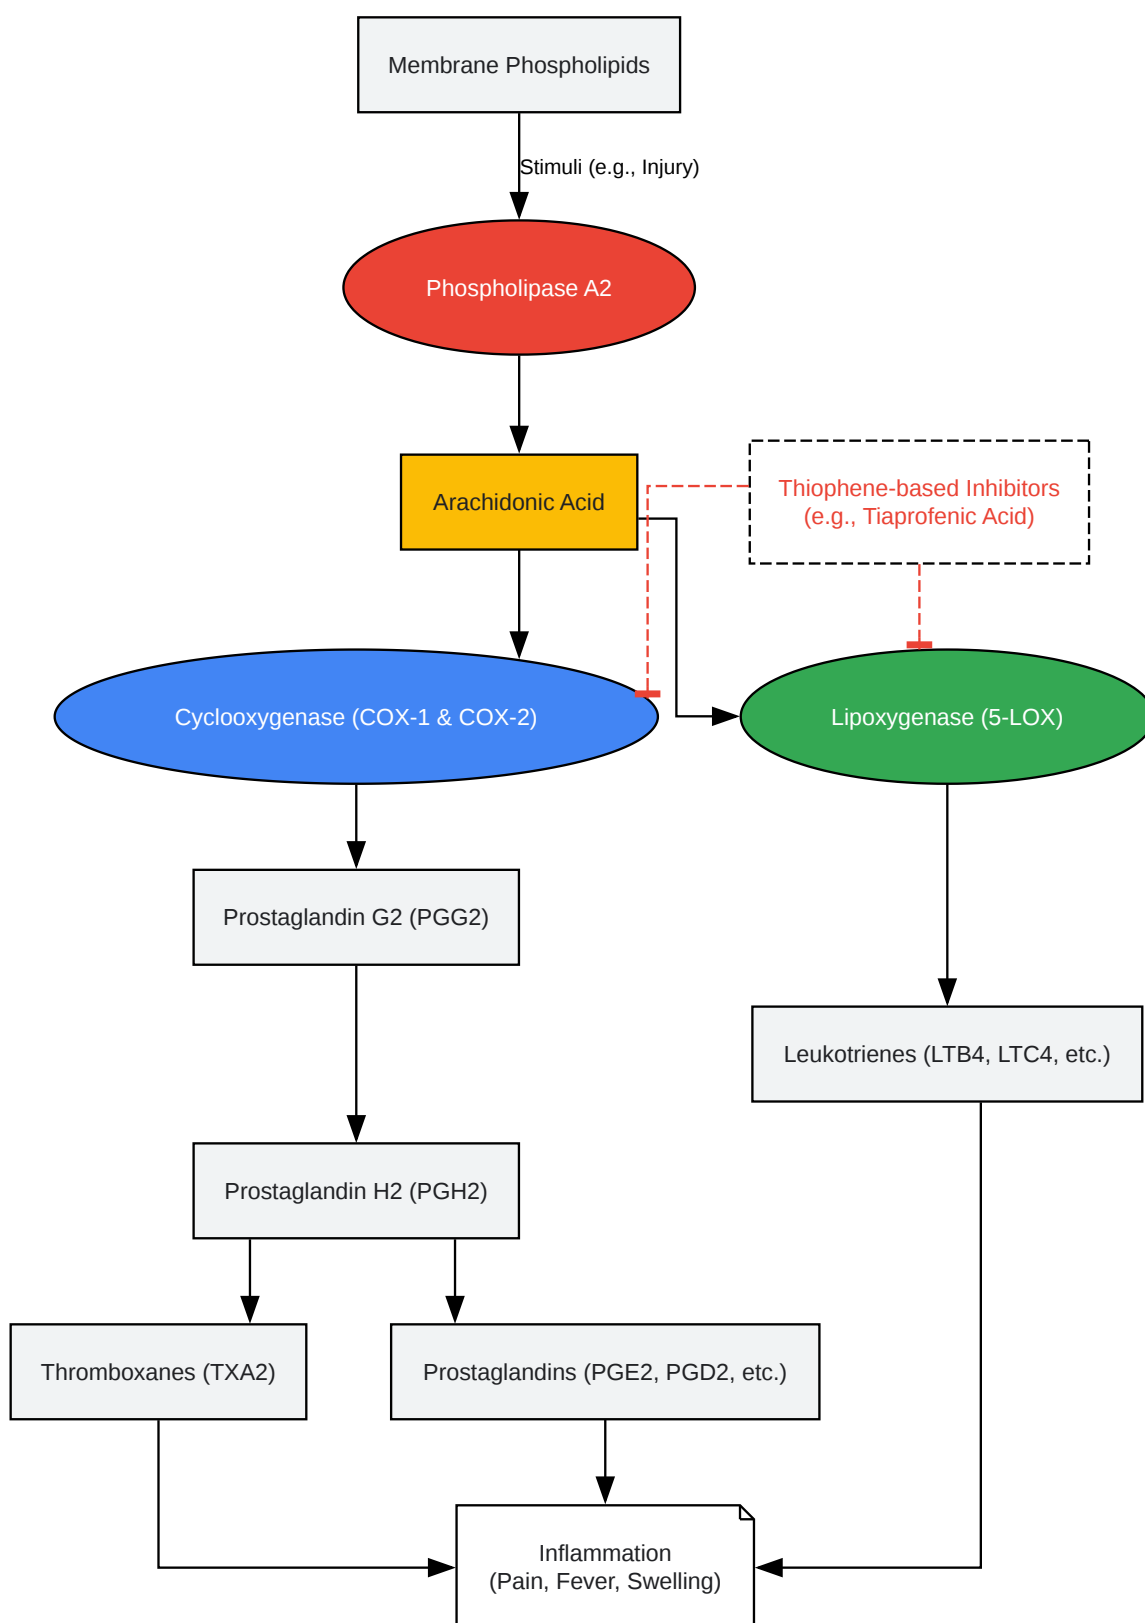 Membrane Phospholipids
Stimuli (e.g., Injury)
Phospholipase A2
Arachidonic Acid
Thiophene-based Inhibitors
(e.g., Tiaprofenic Acid)
Cyclooxygenase (COX-1 & COX-2)
Lipoxygenase (5-LOX)
Prostaglandin G2 (PGG2)
Leukotrienes (LTB4, LTC4, etc.)
Prostaglandin H2 (PGH2)
Thromboxanes (TXA2)
Prostaglandins (PGE2, PGD2, etc.)
Inflammation
(Pain, Fever, Swelling)